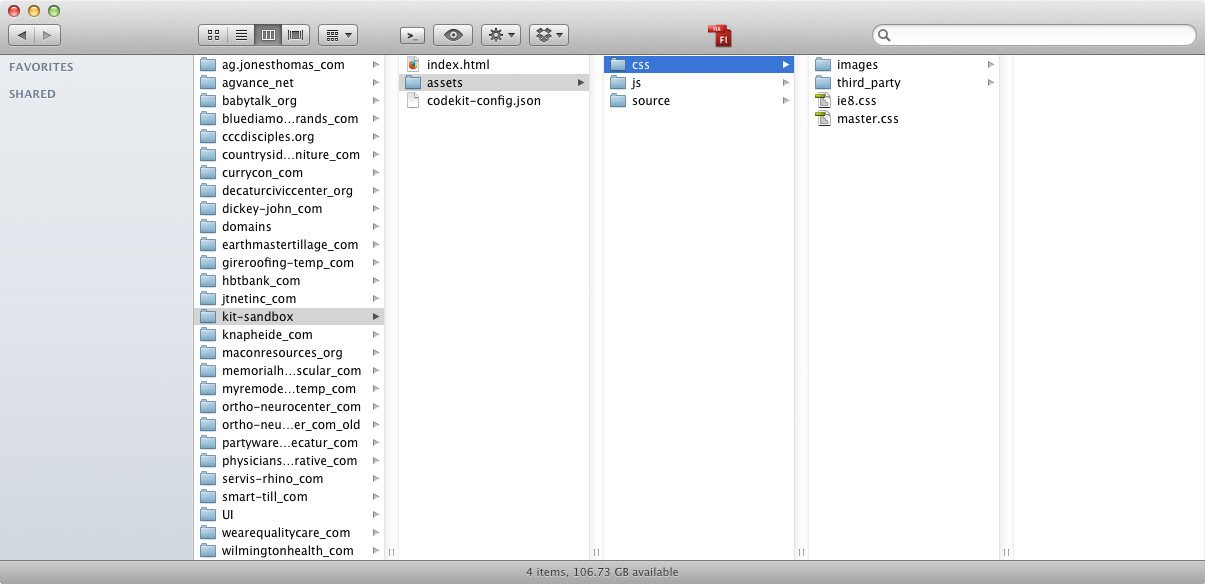 FAVORITES
SHARED
ag.jonesthomas_com
agvance_net
babytalk_org
bluediamo...rands_com
cccdisciples.org
countrysid...niture_com
currycon_com
decaturciviccenter_org
dickey-john_com
domains
earthmastertillage_com
gireroofing-temp_com
hbtbank_com
jtnetinc_com
kit-sandbox
knapheide_com
maconresources_org
memorialh...scular_com
myremode...temp_com
ortho-neurocenter_com
ortho-neu...er_com_old
partyware...ecatur_com
physicians...rative_com
servis-rhino_com
smart-till_com
UI
wearequalitycare_com
wilmingtonhealth_com
index.html
assets
codekit-config.json
css
js
source
images
third_party
ie8.css
master.css
4 items, 106.73 GB available